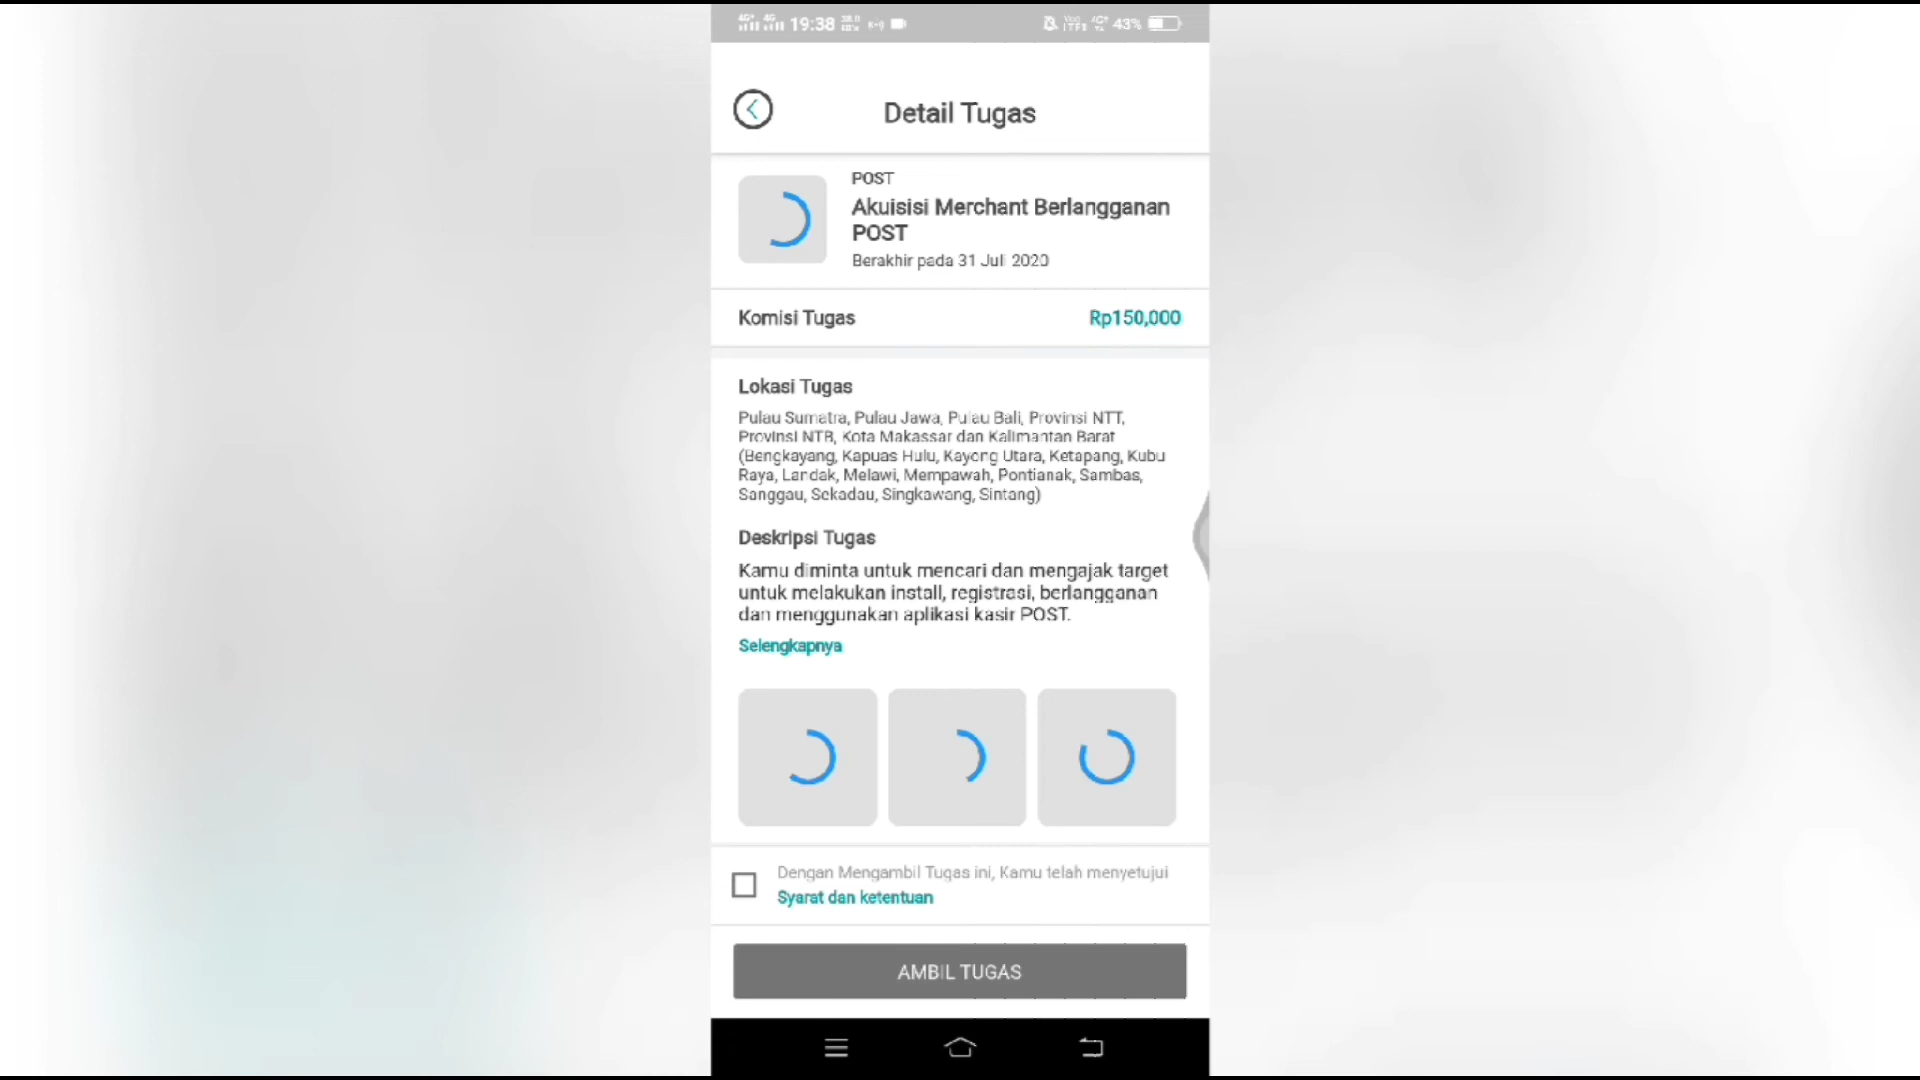 19:38
43%
Detail Tugas
POST
Akuisisi Merchant Berlangganan
POST
Berakhir pada 31 Juli 2020
Komisi Tugas
Rp150,000
Lokasi Tugas
Pulau Sumatra, Pulau Jawa, Pulau Bali, Provinsi NTT,
Provinsi NTB, Kota Makassar dan Kalimantan Barat
(Bengkayang, Kapuas Hulu, Kayong Utara, Ketapang, Kubu
Raya, Landak, Melawi, Mempawah, Pontianak, Sambas,
Sanggau, Sekadau, Singkawang, Sintang)
Deskripsi Tugas
Kamu diminta untuk mencari dan mengajak target
untuk melakukan install, registrasi, berlangganan
dan menggunakan aplikasi kasir POST.
Selengkapnya
Dengan Mengambil Tugas ini, Kamu telah menyetujui
Syarat dan ketentuan
AMBIL TUGAS